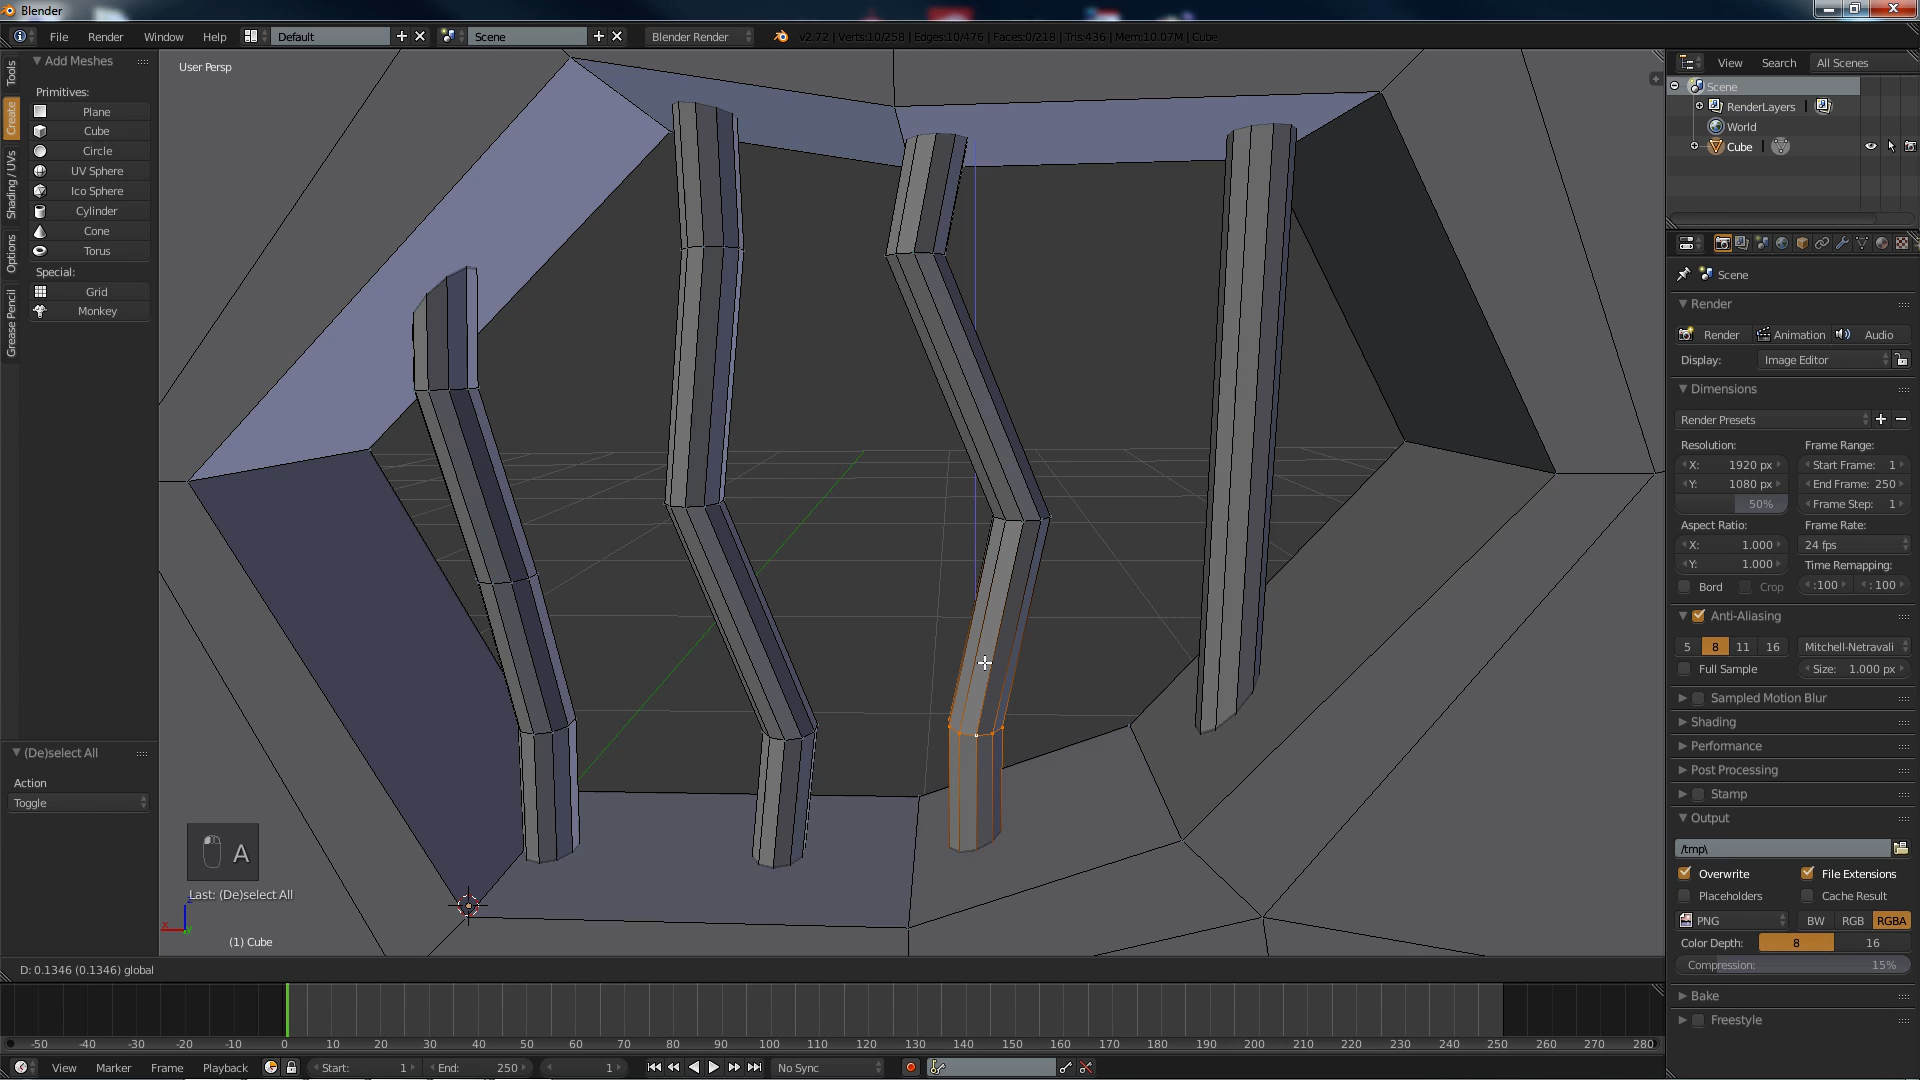 Blender
File Render Window Help Default Scene Blender Render v2.72 | Verts:10/258 | Edges:10/476 | Faces:0/218 | Tris:436 | Mem:10.07M | Cube
Tools
Create
Shading / UVs
Options
Grease Pencil
Add Meshes
Primitives:
Plane
Cube
Circle
UV Sphere
Ico Sphere
Cylinder
Cone
Torus
Special:
Grid
Monkey
(De)select All
Action
Toggle
User Persp
A
Last: (De)select All
(1) Cube
D: 0.1346 (0.1346) global
View Search All Scenes
Scene
RenderLayers |
World
Cube |
Scene
Render
Render Animation Audio
Display: Image Editor
Dimensions
Render Presets
Resolution: Frame Range:
X: 1920 px Start Frame: 1
Y: 1080 px End Frame: 250
50% Frame Step: 1
Aspect Ratio: Frame Rate:
X: 1.000 24 fps
Y: 1.000 Time Remapping:
Bord Crop :100 : 100
Anti-Aliasing
5 8 11 16 Mitchell-Netravali
Full Sample Size: 1.000 px
Sampled Motion Blur
Shading
Performance
Post Processing
Stamp
Output
/tmp\
Overwrite File Extensions
Placeholders Cache Result
PNG BW RGB RGBA
Color Depth: 8 16
Compression: 15%
Bake
Freestyle
-50 -40 -30 -20 -10 0 10 20 30 40 50 60 70 80 90 100 110 120 130 140 150 160 170 180 190 200 210 220 230 240 250 260 270 280
View Marker Frame Playback Start: 1 End: 250 1 No Sync